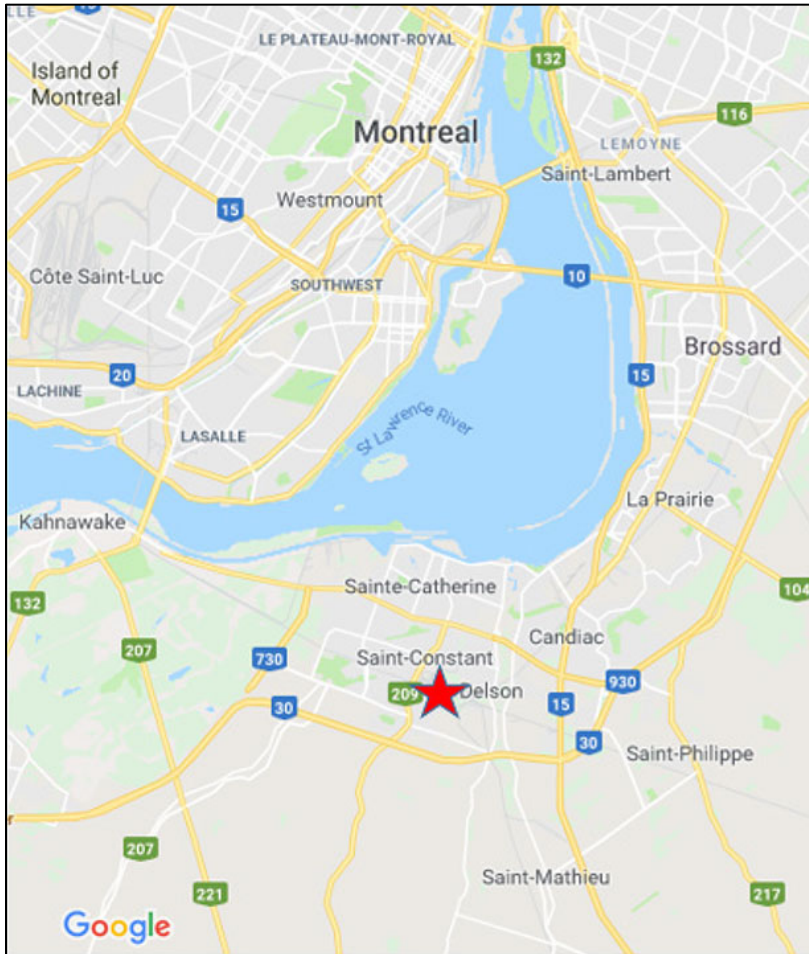 LE PLATEAU-MONT-ROYAL
132
Island of
Montreal
116
Montreal
LEMOYNE
Saint-Lambert
Westmount
15
Côte Saint-Luc
SOUTHWEST
10
Brossard
20
15
LACHINE
St Lawrence River
LASALLE
La Prairie
Kahnawake
Sainte-Catherine
104
132
Candiac
207
730
Saint-Constant
930
209
Delson
30
15
30
Saint-Philippe
207
Saint-Mathieu
221
217
Google